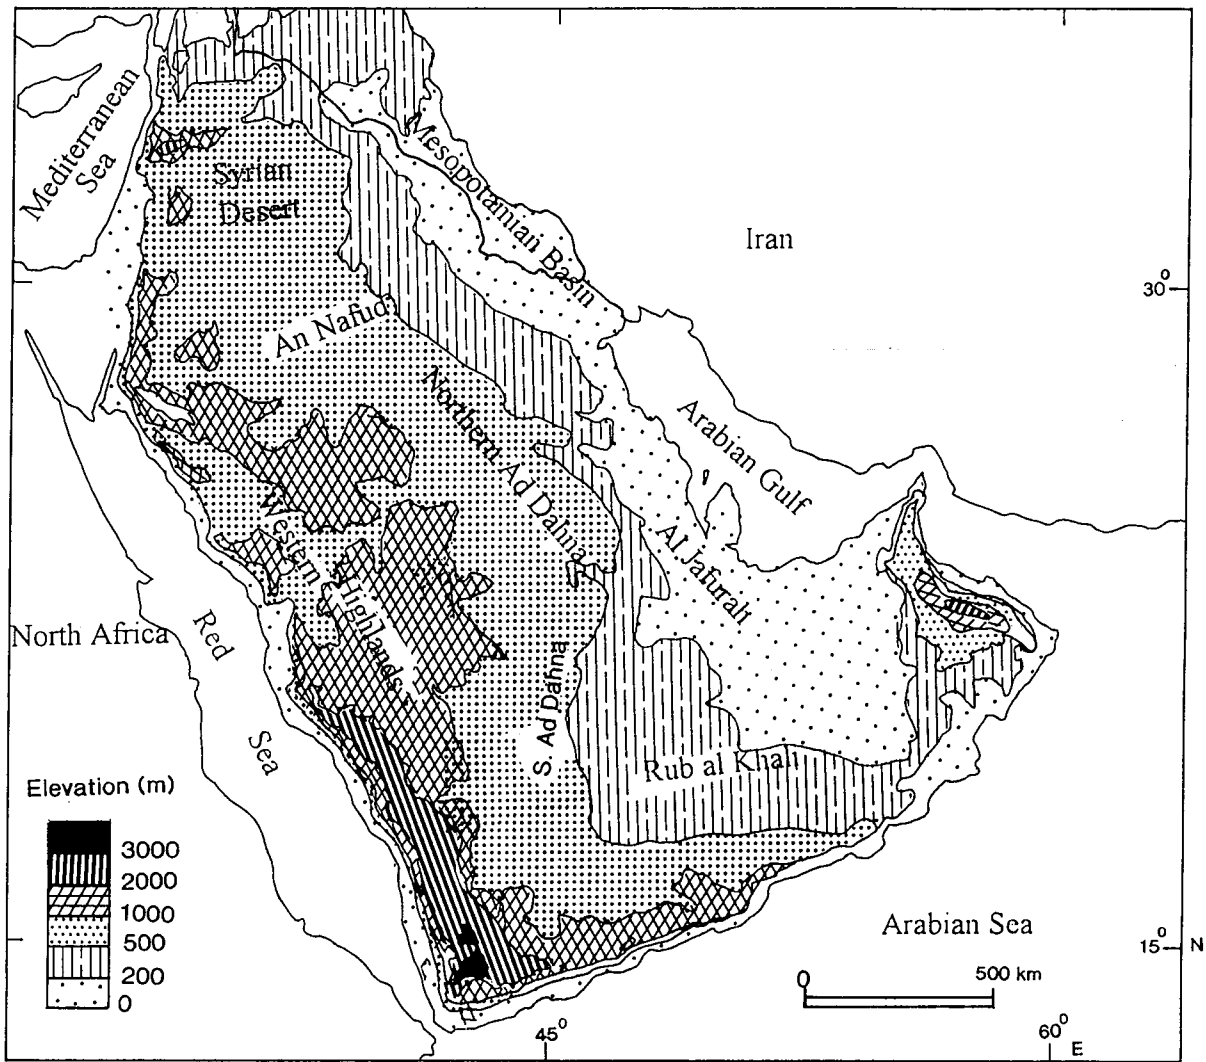 Mediterranean
Sea
Syrian
Desert
Mesopotamian Basin
Iran
30°
An Nafud
Northern Ad Dahna
Arabian Gulf
Al Jafurah
Western Highlands
North Africa
Red
Sea
S. Ad Dahna
Rub al Khali
Elevation (m)
3000
2000
1000
500
200
0
Arabian Sea
15° N
0 500 km
45°
60°
E